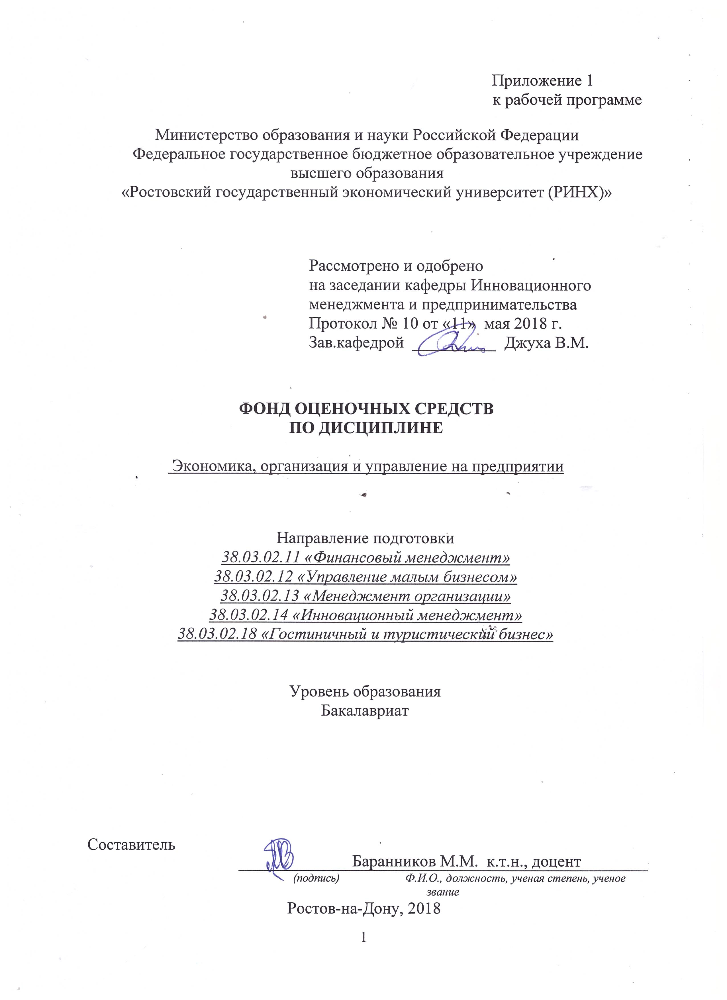 Приложение 1
к рабочей программе
Министерство образования и науки Российской Федерации
Федеральное государственное бюджетное образовательное учреждение
высшего образования
«Ростовский государственный экономический университет (РИНХ)»
Рассмотрено и одобрено
на заседании кафедры Инновационного
менеджмента и предпринимательства
Протокол № 10 от «11» мая 2018 г.
Зав.кафедрой Джуха В.М.
ФОНД ОЦЕНОЧНЫХ СРЕДСТВ
ПО ДИСЦИПЛИНЕ
Экономика, организация и управление на предприятии
Направление подготовки
38.03.02.11 «Финансовый менеджмент»
38.03.02.12 «Управление малым бизнесом»
38.03.02.13 «Менеджмент организации»
38.03.02.14 «Инновационный менеджмент»
38.03.02.18 «Гостиничный и туристический бизнес»
Уровень образования
Бакалавриат
Составитель
Баранников М.М. к.т.н., доцент
(подпись) Ф.И.О., должность, ученая степень, ученое
звание
Ростов-на-Дону, 2018
1